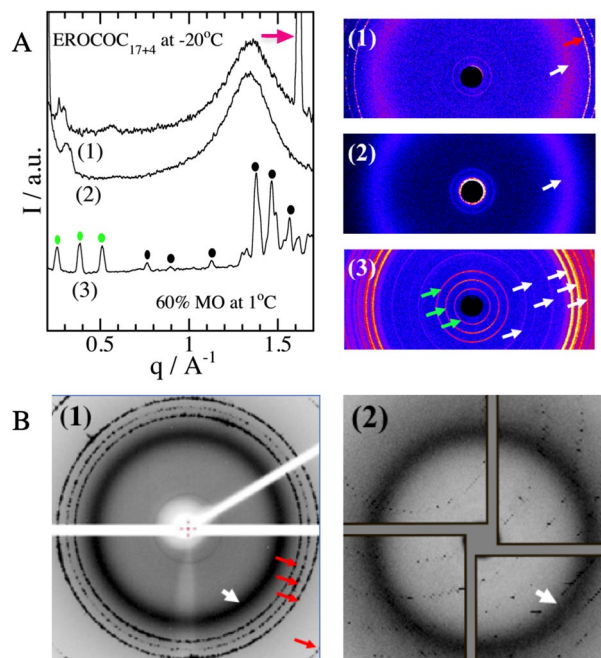 A
EROCOC₁₇₊₄ at -20°C
(1)
(2)
(3)
60% MO at 1°C
I / a.u.
0.5
1
1.5
q / A⁻¹
(1)
(2)
(3)
B
(1)
(2)